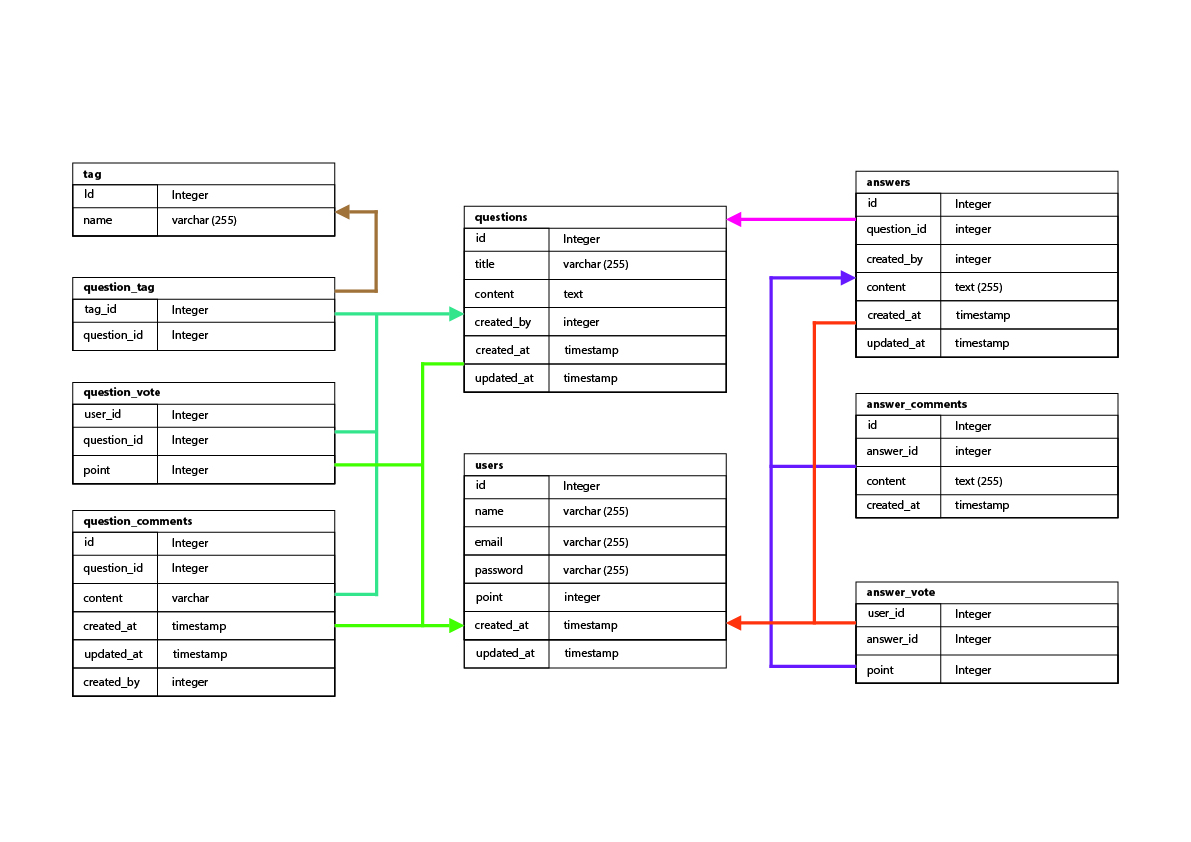 tag
Id Integer
name varchar (255)
question_tag
tag_id Integer
question_id Integer
question_vote
user_id Integer
question_id Integer
point Integer
question_comments
id Integer
question_id Integer
content varchar
created_at timestamp
updated_at timestamp
created_by integer
questions
id Integer
title varchar (255)
content text
created_by integer
created_at timestamp
updated_at timestamp
users
id Integer
name varchar (255)
email varchar (255)
password varchar (255)
point integer
created_at timestamp
updated_at timestamp
answers
id Integer
question_id integer
created_by integer
content text (255)
created_at timestamp
updated_at timestamp
answer_comments
id Integer
answer_id integer
content text (255)
created_at timestamp
answer_vote
user_id Integer
answer_id Integer
point Integer